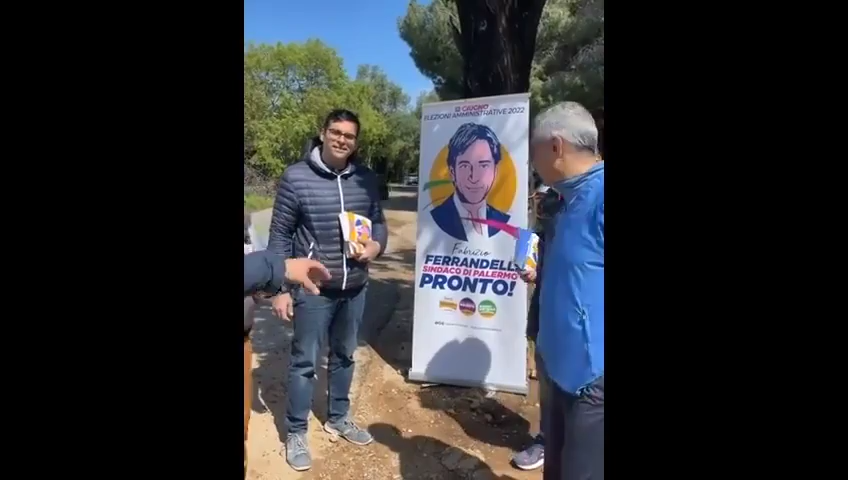 12 GIUGNO
ELEZIONI AMMINISTRATIVE 2022
Fabrizio
FERRANDELLI
SINDACO DI PALERMO
PRONTO!